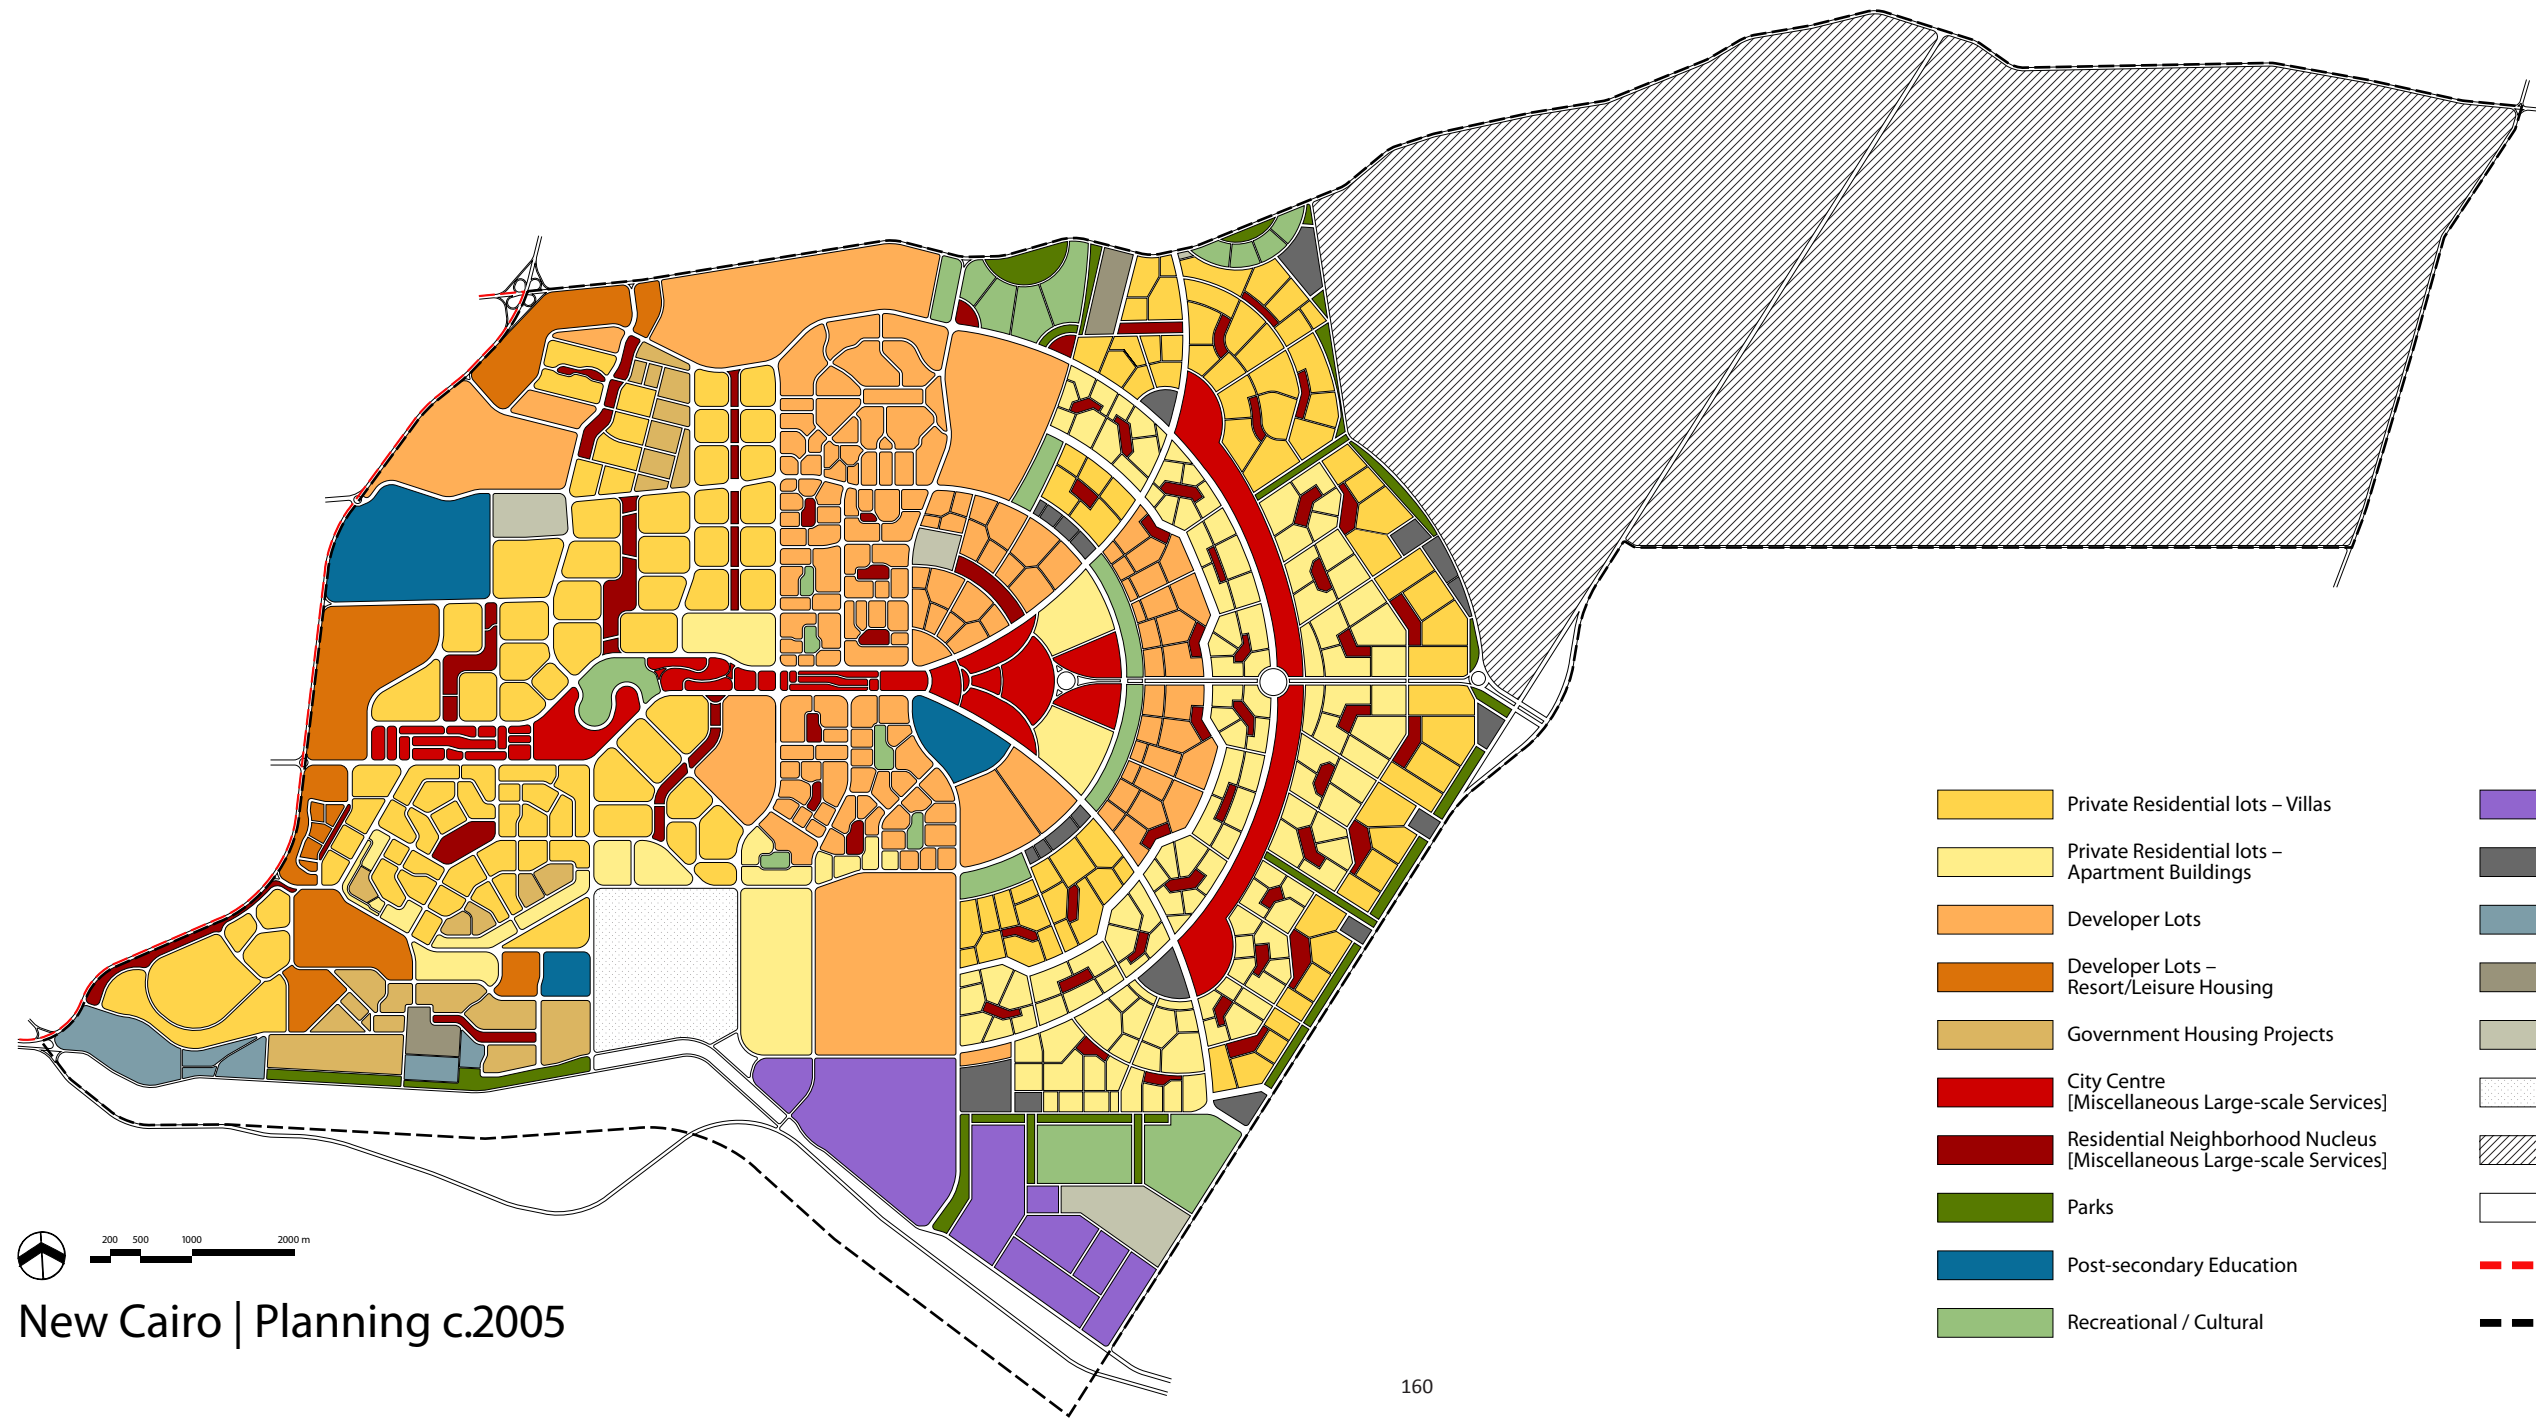 Private Residential lots – Villas
Private Residential lots –
Apartment Buildings
Developer Lots
Developer Lots –
Resort/Leisure Housing
Government Housing Projects
City Centre
[Miscellaneous Large-scale Services]
Residential Neighborhood Nucleus
[Miscellaneous Large-scale Services]
Parks
Post-secondary Education
Recreational / Cultural
200 500 1000 2000 m
New Cairo | Planning c.2005
160